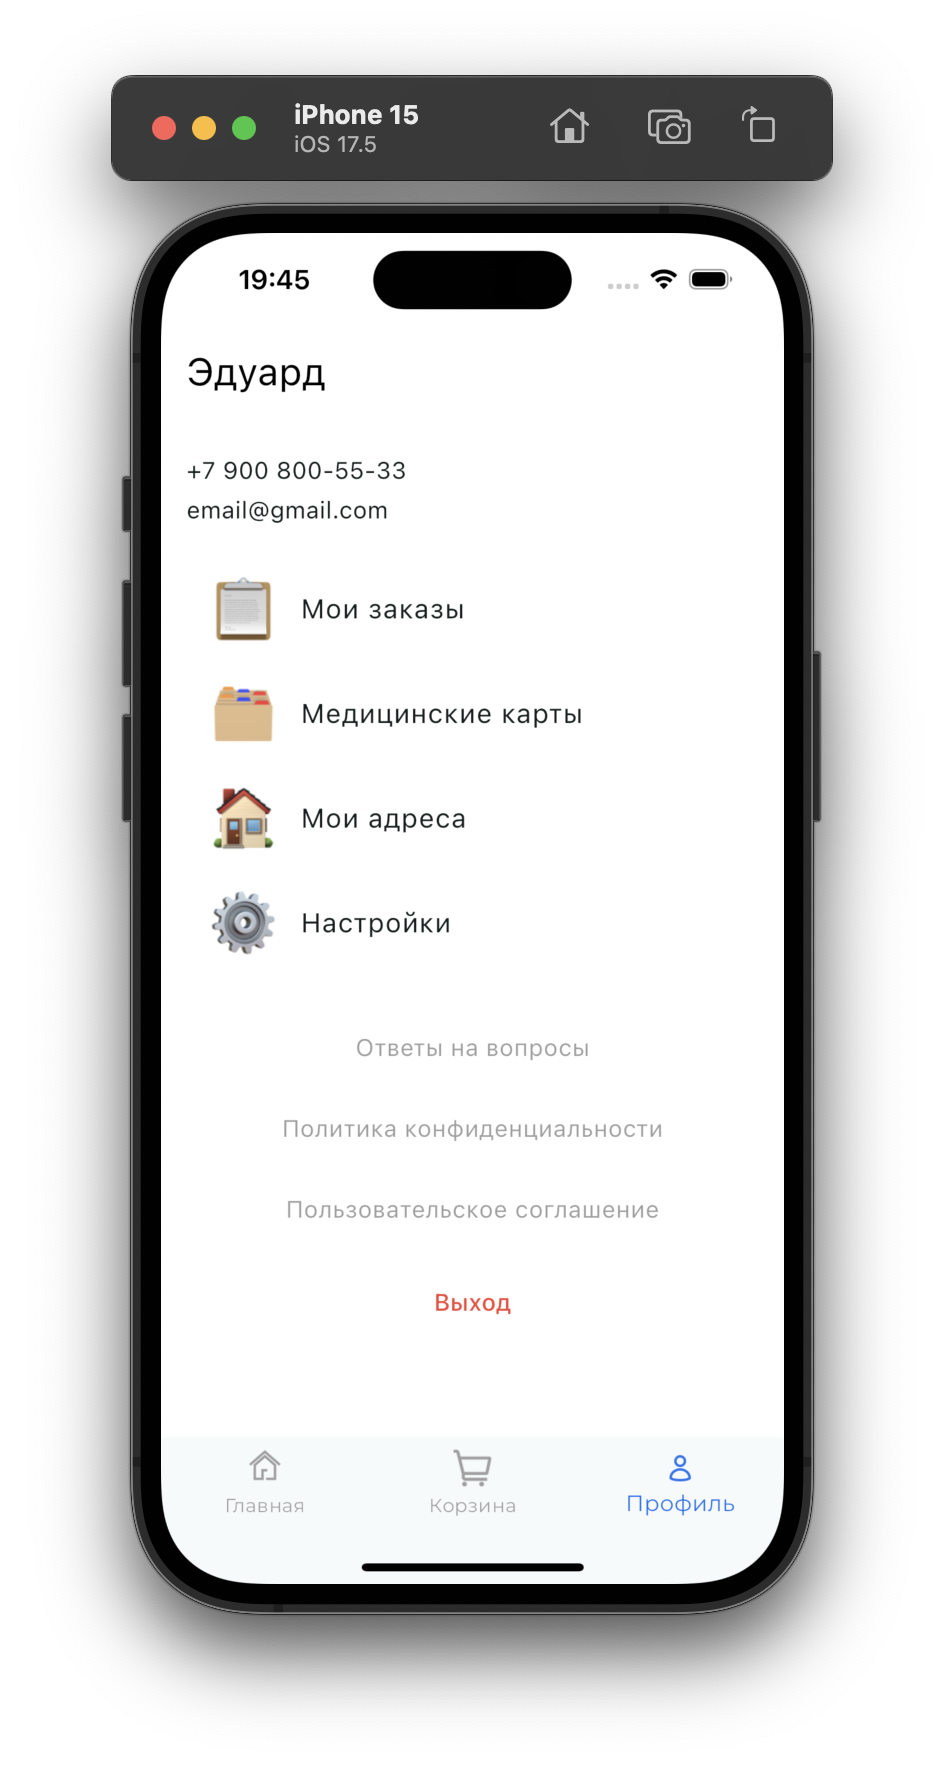 iPhone 15
iOS 17.5
19:45
Эдуард
+7 900 800-55-33
email@gmail.com
Мои заказы
Медицинские карты
Мои адреса
Настройки
Ответы на вопросы
Политика конфиденциальности
Пользовательское соглашение
Выход
Главная
Корзина
Профиль